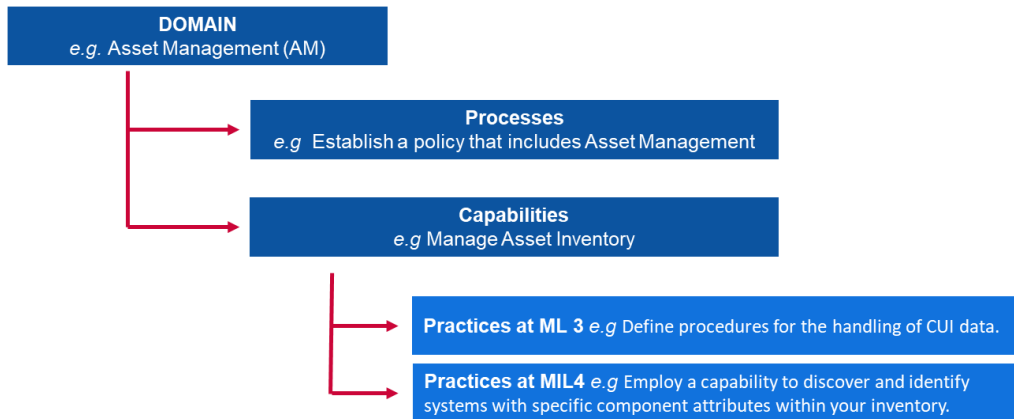 DOMAIN
e.g. Asset Management (AM)
Processes
e.g Establish a policy that includes Asset Management
Capabilities
e.g Manage Asset Inventory
Practices at ML 3 e.g Define procedures for the handling of CUI data.
Practices at MIL4 e.g Employ a capability to discover and identify
systems with specific component attributes within your inventory.